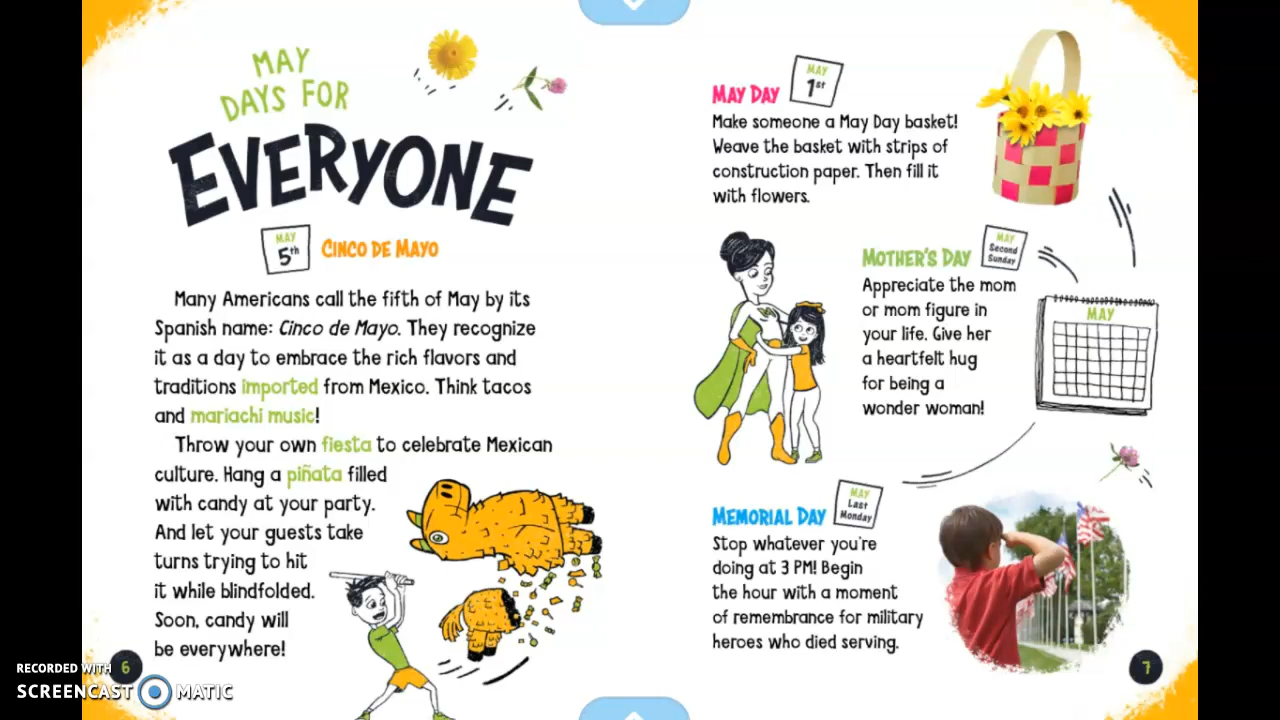 MAY
DAYS FOR
EVERYONE
MAY
5th
CINCO DE MAYO
Many Americans call the fifth of May by its
Spanish name: Cinco de Mayo. They recognize
it as a day to embrace the rich flavors and
traditions imported from Mexico. Think tacos
and mariachi music!
Throw your own fiesta to celebrate Mexican
culture. Hang a piñata filled
with candy at your party.
And let your guests take
turns trying to hit
it while blindfolded.
Soon, candy will
be everywhere!
6
MAY DAY
MAY
1st
Make someone a May Day basket!
Weave the basket with strips of
construction paper. Then fill it
with flowers.
MOTHER'S DAY
MAY
Second
Sunday
Appreciate the mom
or mom figure in
your life. Give her
a heartfelt hug
for being a
wonder woman!
MAY
MEMORIAL DAY
MAY
Last
Monday
Stop whatever you're
doing at 3 PM! Begin
the hour with a moment
of remembrance for military
heroes who died serving.
7
RECORDED WITH
SCREENCAST MATIC